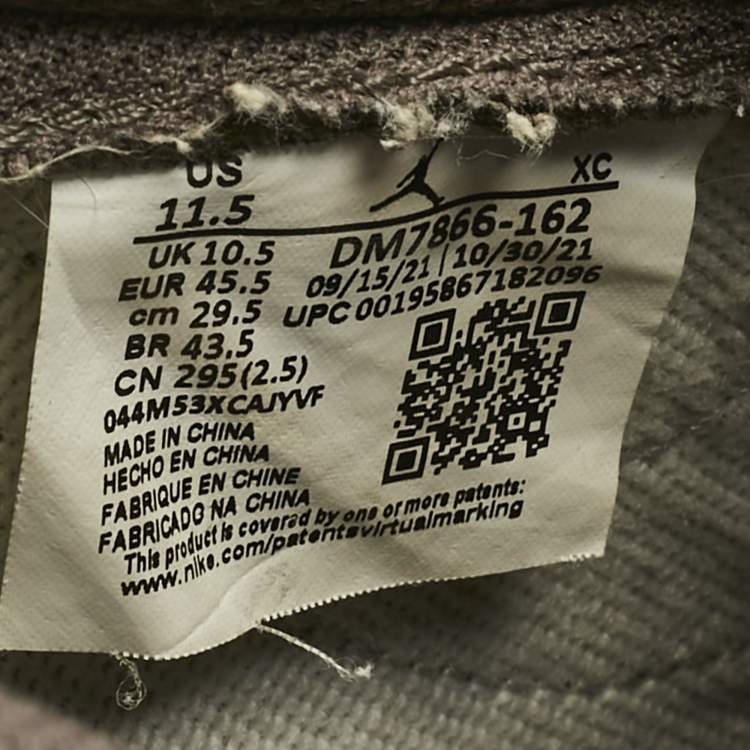 US
11.5
XC
UK 10.5
EUR 45.5
cm 29.5
BR 43.5
CN 295(2.5)
DM7866-162
09/15/21 | 10/30/21
UPC 00195867182096
044M53XCAJYVF
MADE IN CHINA
HECHO EN CHINA
FABRIQUE EN CHINE
FABRICADO NA CHINA
This product is covered by one or more patents:
www.nike.com/patentsvirtualmarking